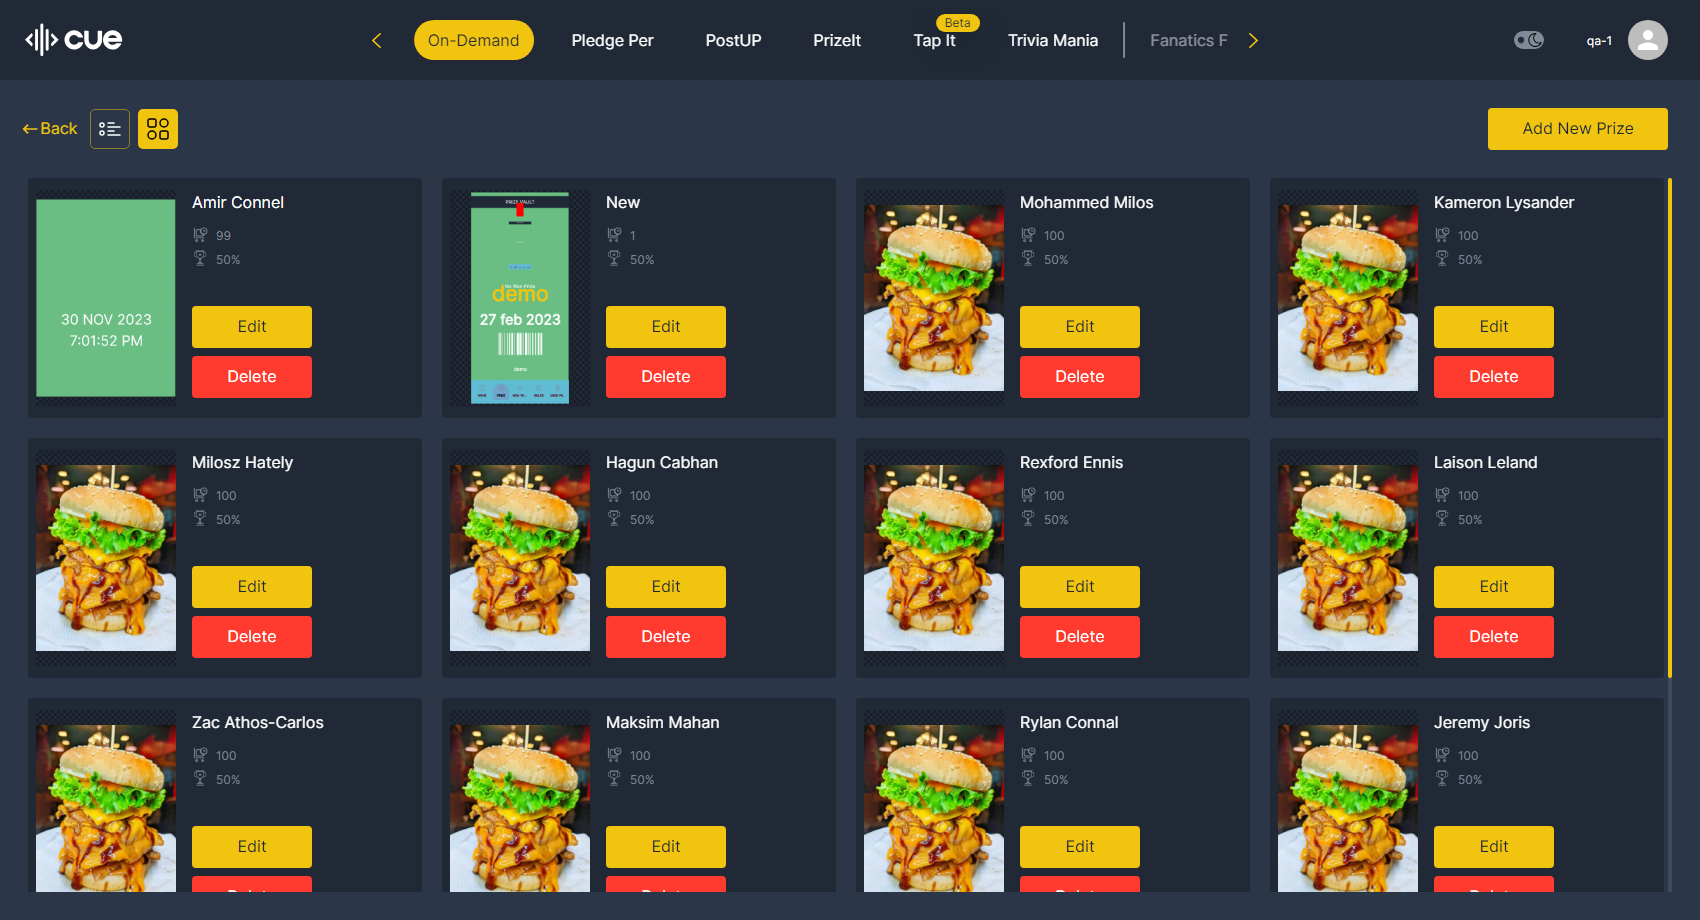 cue
On-Demand
Pledge Per
PostUP
PrizeIt
Tap It
Beta
Trivia Mania
Fanatics F
qa-1
Back
Add New Prize
Amir Connel
99
50%
30 NOV 2023
7:01:52 PM
Edit
Delete
New
1
50%
PRIZE VAULT
demo
27 feb 2023
demo
Edit
Delete
Mohammed Milos
100
50%
Edit
Delete
Kameron Lysander
100
50%
Edit
Delete
Milosz Hately
100
50%
Edit
Delete
Hagun Cabhan
100
50%
Edit
Delete
Rexford Ennis
100
50%
Edit
Delete
Laison Leland
100
50%
Edit
Delete
Zac Athos-Carlos
100
50%
Edit
Delete
Maksim Mahan
100
50%
Edit
Delete
Rylan Connal
100
50%
Edit
Delete
Jeremy Joris
100
50%
Edit
Delete